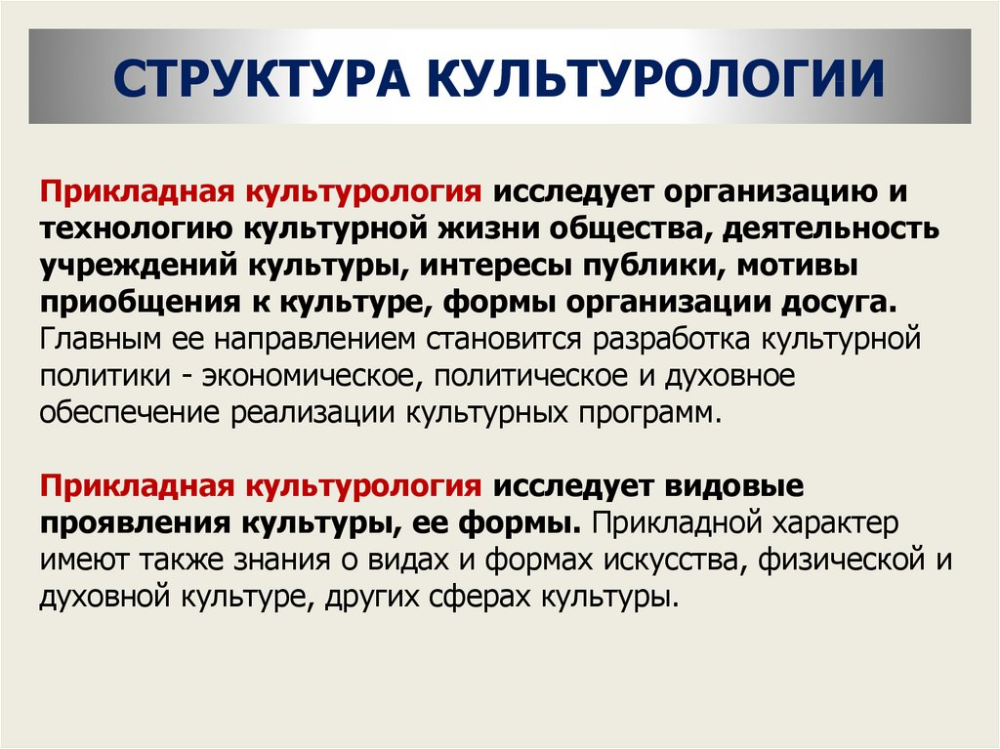 СТРУКТУРА КУЛЬТУРОЛОГИИ
Прикладная культурология исследует организацию и
технологию культурной жизни общества, деятельность
учреждений культуры, интересы публики, мотивы
приобщения к культуре, формы организации досуга.
Главным ее направлением становится разработка культурной
политики - экономическое, политическое и духовное
обеспечение реализации культурных программ.
Прикладная культурология исследует видовые
проявления культуры, ее формы. Прикладной характер
имеют также знания о видах и формах искусства, физической и
духовной культуре, других сферах культуры.